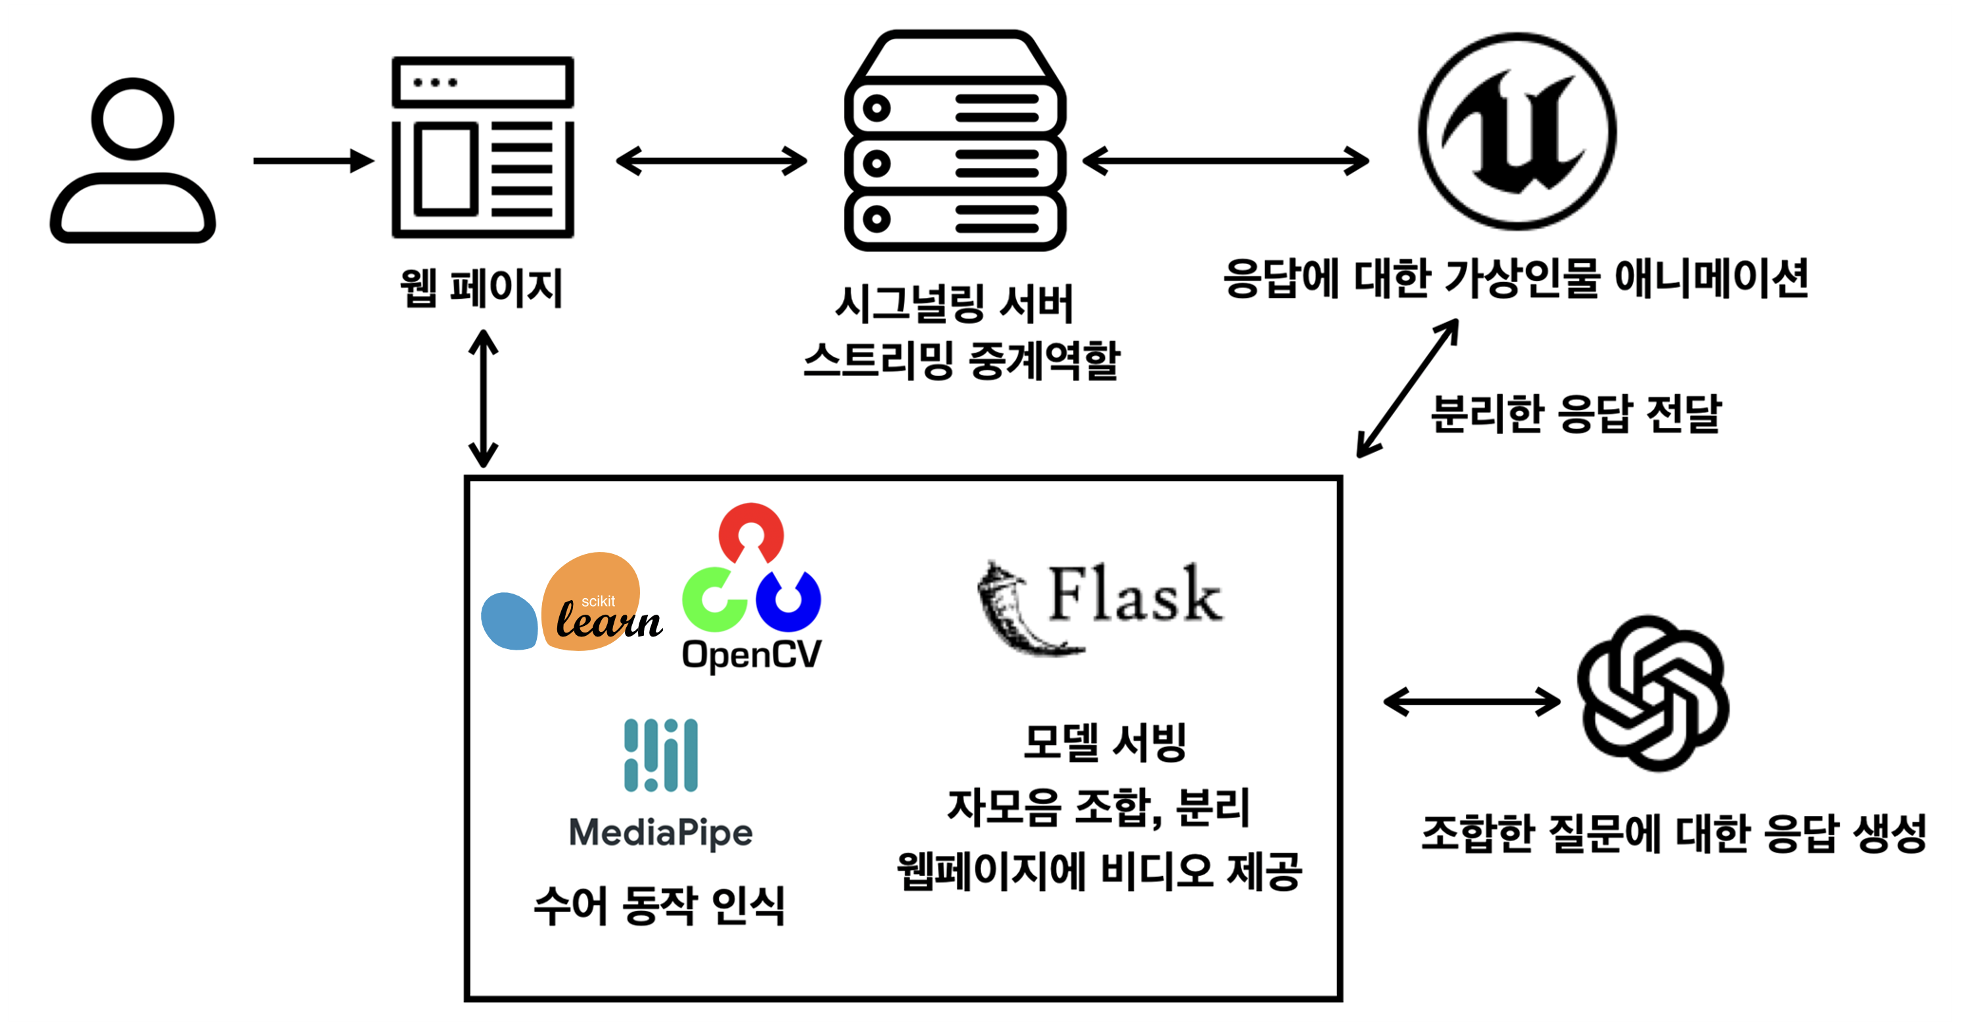 웹 페이지
시그널링 서버
스트리밍 중계역할
응답에 대한 가상인물 애니메이션
분리한 응답 전달
scikit
learn
OpenCV
MediaPipe
수어 동작 인식
Flask
모델 서빙
자모음 조합, 분리
웹페이지에 비디오 제공
조합한 질문에 대한 응답 생성